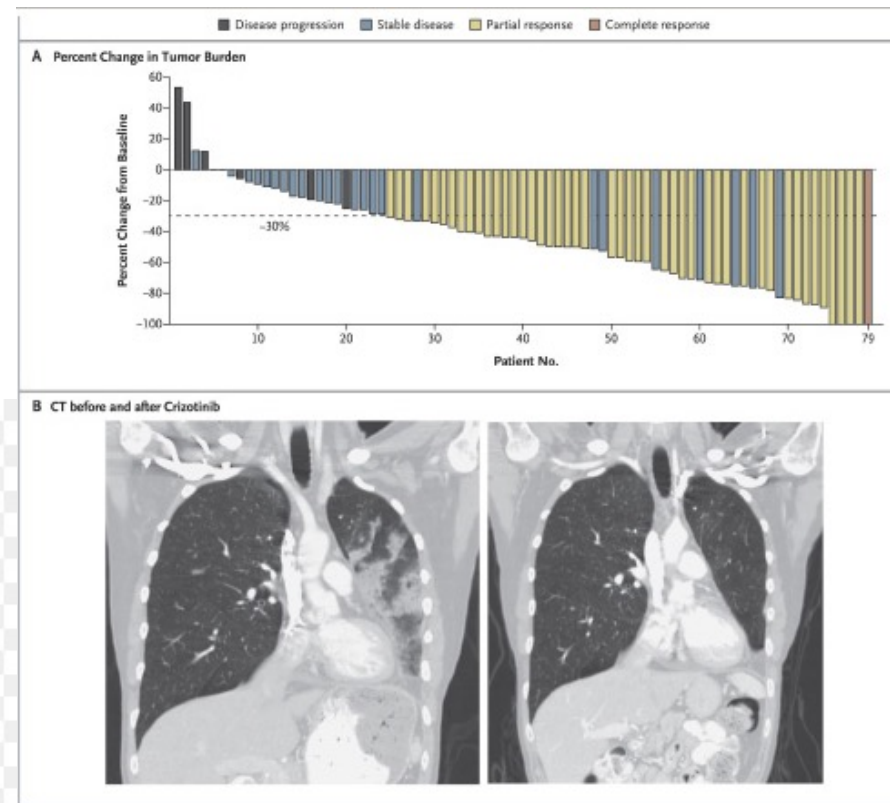 Disease progression Stable disease Partial response Complete response
A Percent Change in Tumor Burden
60
40
20
0
−20
−40
−60
−80
−100
Percent Change from Baseline
−30%
10 20 30 40 50 60 70 79
Patient No.
B CT before and after Crizotinib